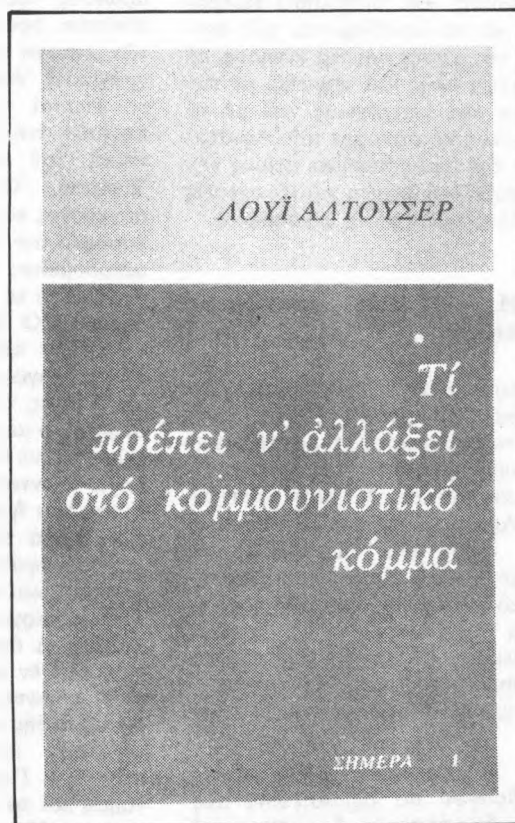 ΛΟΥΪ ΑΛΤΟΥΣΕΡ
Τί
πρέπει ν' ἀλλάξει
στό κομμουνιστικό
κόμμα
ΣΗΜΕΡΑ 1